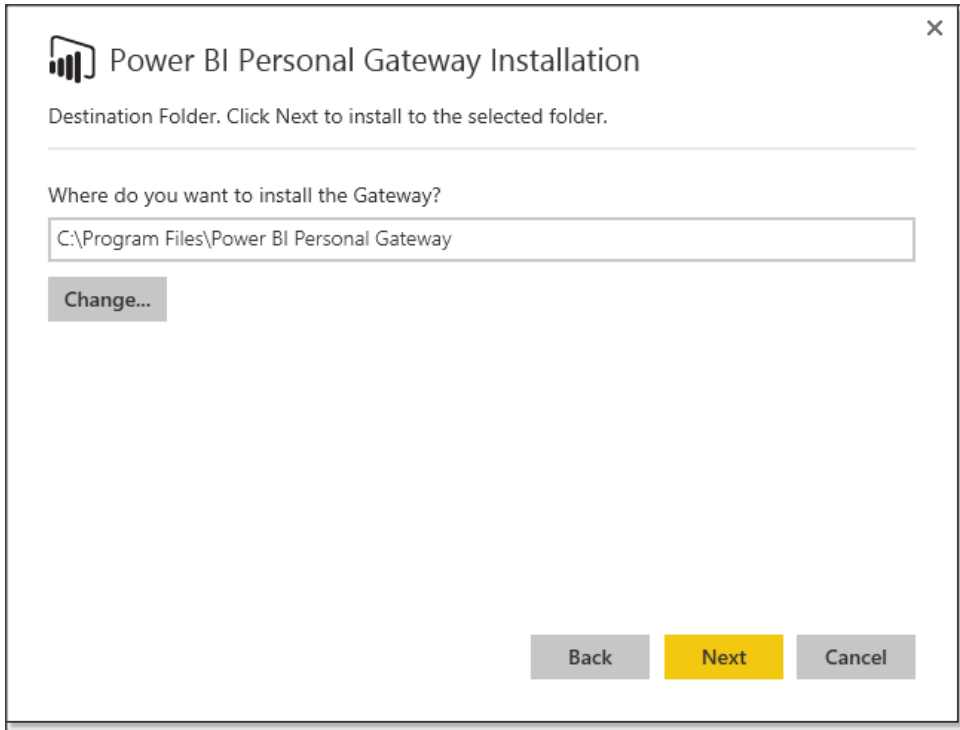 Power BI Personal Gateway Installation
Destination Folder. Click Next to install to the selected folder.
Where do you want to install the Gateway?
C:\Program Files\Power BI Personal Gateway
Change...
Back Next Cancel